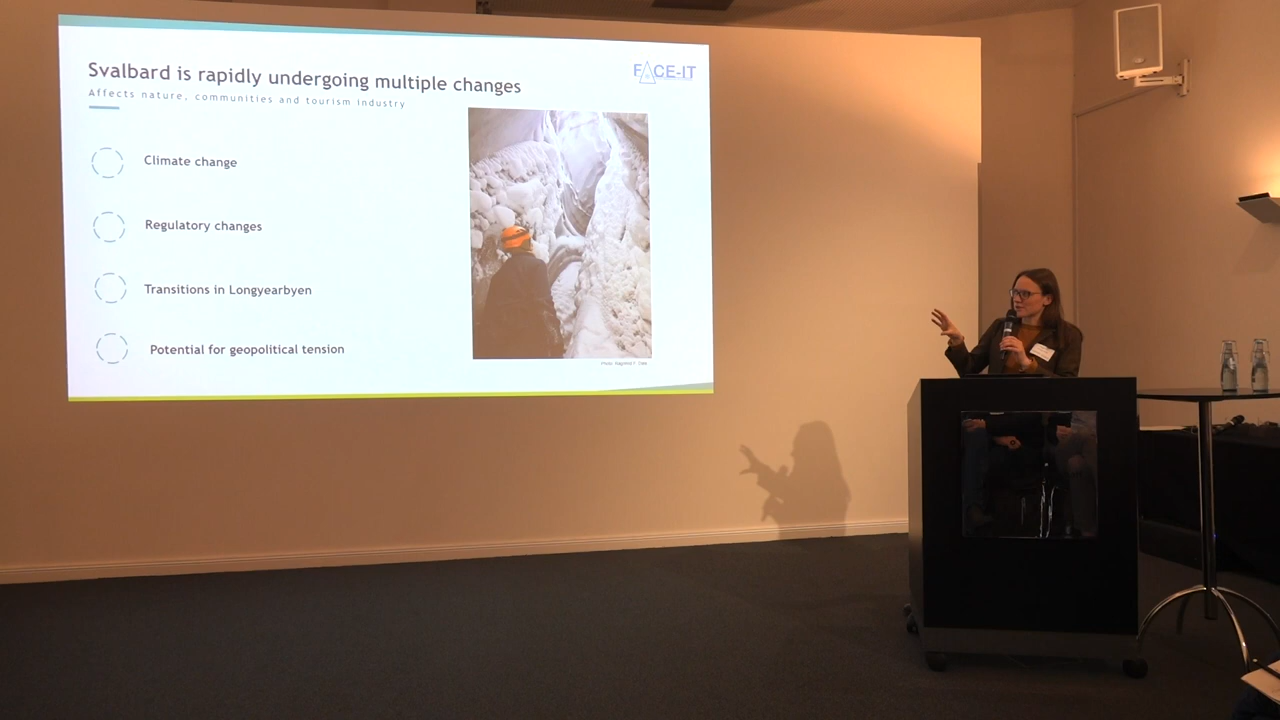 Svalbard is rapidly undergoing multiple changes
FACE-IT
Affects nature, communities and tourism industry
Climate change
Regulatory changes
Transitions in Longyearbyen
Potential for geopolitical tension